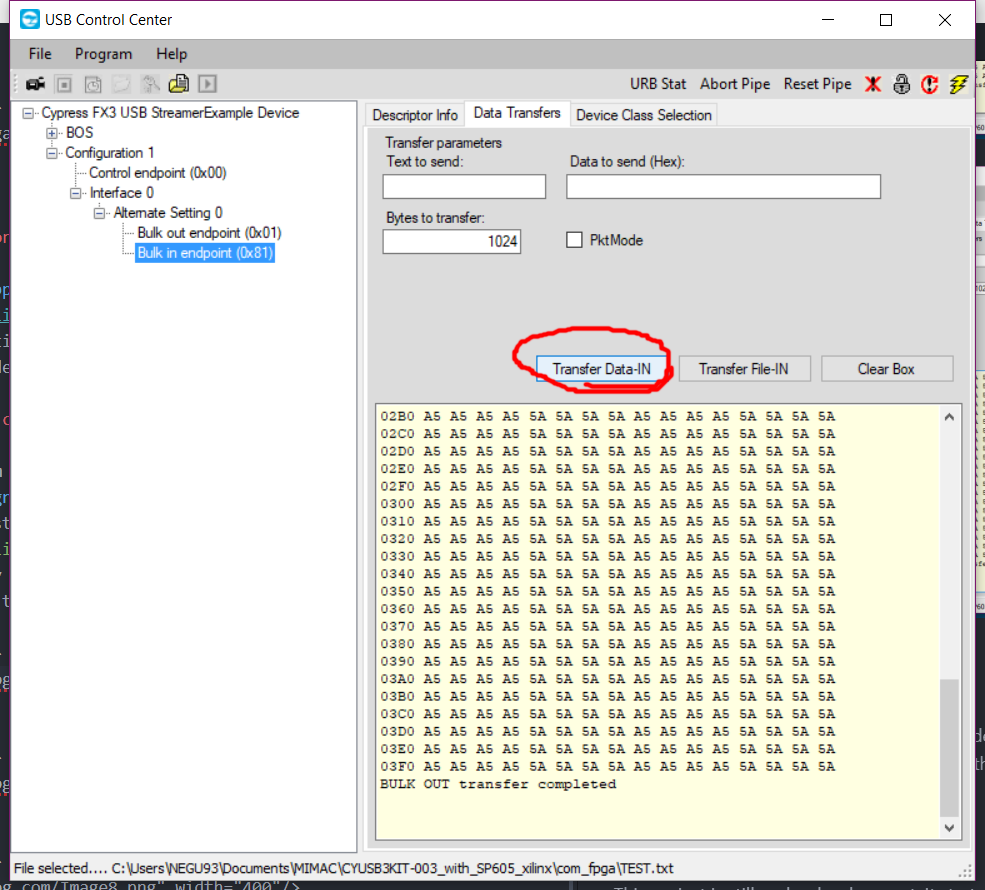 USB Control Center
File Program Help
URB Stat Abort Pipe Reset Pipe
Cypress FX3 USB StreamerExample Device
BOS
Configuration 1
Control endpoint (0x00)
Interface 0
Alternate Setting 0
Bulk out endpoint (0x01)
Bulk in endpoint (0x81)
Descriptor Info Data Transfers Device Class Selection
Transfer parameters
Text to send: Data to send (Hex):
Bytes to transfer:
1024 PktMode
Transfer Data-IN Transfer File-IN Clear Box
02B0 A5 A5 A5 A5 5A 5A 5A 5A A5 A5 A5 A5 5A 5A 5A 5A
02C0 A5 A5 A5 A5 5A 5A 5A 5A A5 A5 A5 A5 5A 5A 5A 5A
02D0 A5 A5 A5 A5 5A 5A 5A 5A A5 A5 A5 A5 5A 5A 5A 5A
02E0 A5 A5 A5 A5 5A 5A 5A 5A A5 A5 A5 A5 5A 5A 5A 5A
02F0 A5 A5 A5 A5 5A 5A 5A 5A A5 A5 A5 A5 5A 5A 5A 5A
0300 A5 A5 A5 A5 5A 5A 5A 5A A5 A5 A5 A5 5A 5A 5A 5A
0310 A5 A5 A5 A5 5A 5A 5A 5A A5 A5 A5 A5 5A 5A 5A 5A
0320 A5 A5 A5 A5 5A 5A 5A 5A A5 A5 A5 A5 5A 5A 5A 5A
0330 A5 A5 A5 A5 5A 5A 5A 5A A5 A5 A5 A5 5A 5A 5A 5A
0340 A5 A5 A5 A5 5A 5A 5A 5A A5 A5 A5 A5 5A 5A 5A 5A
0350 A5 A5 A5 A5 5A 5A 5A 5A A5 A5 A5 A5 5A 5A 5A 5A
0360 A5 A5 A5 A5 5A 5A 5A 5A A5 A5 A5 A5 5A 5A 5A 5A
0370 A5 A5 A5 A5 5A 5A 5A 5A A5 A5 A5 A5 5A 5A 5A 5A
0380 A5 A5 A5 A5 5A 5A 5A 5A A5 A5 A5 A5 5A 5A 5A 5A
0390 A5 A5 A5 A5 5A 5A 5A 5A A5 A5 A5 A5 5A 5A 5A 5A
03A0 A5 A5 A5 A5 5A 5A 5A 5A A5 A5 A5 A5 5A 5A 5A 5A
03B0 A5 A5 A5 A5 5A 5A 5A 5A A5 A5 A5 A5 5A 5A 5A 5A
03C0 A5 A5 A5 A5 5A 5A 5A 5A A5 A5 A5 A5 5A 5A 5A 5A
03D0 A5 A5 A5 A5 5A 5A 5A 5A A5 A5 A5 A5 5A 5A 5A 5A
03E0 A5 A5 A5 A5 5A 5A 5A 5A A5 A5 A5 A5 5A 5A 5A 5A
03F0 A5 A5 A5 A5 5A 5A 5A 5A A5 A5 A5 A5 5A 5A 5A 5A
BULK OUT transfer completed
File selected.... C:\Users\NEGU93\Documents\MIMAC\CYUSB3KIT-003_with_SP605_xilinx\com_fpga\TEST.txt